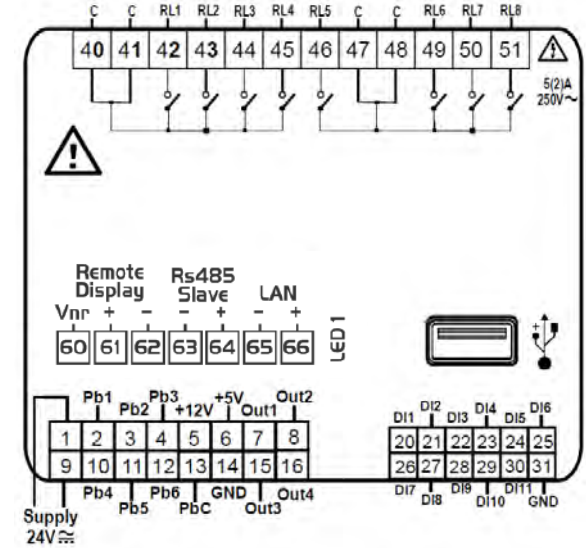 C C RL1 RL2 RL3 RL4 RL5 C C RL6 RL7 RL8
40 41 42 43 44 45 46 47 48 49 50 51
5(2)A
250V~
Remote Display Rs485 Slave LAN
Vnr + - - + - +
60 61 62 63 64 65 66
LED 1
Pb1 Pb2 Pb3 +12V +5V Out1 Out2
1 2 3 4 5 6 7 8
9 10 11 12 13 14 15 16
Pb4 Pb5 Pb6 PbC GND Out3 Out4
Supply
24V ≂
DI1 DI2 DI3 DI4 DI5 DI6
20 21 22 23 24 25
26 27 28 29 30 31
DI7 DI8 DI9 DI10 DI11 GND